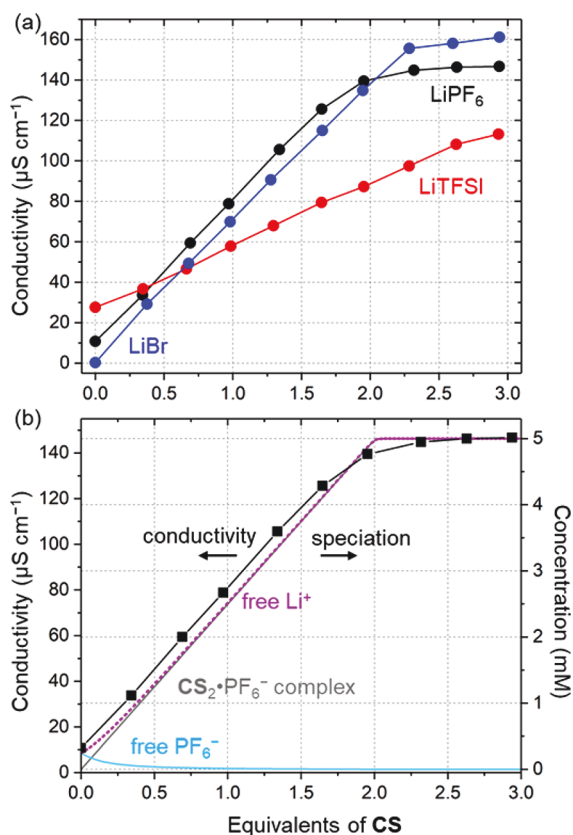 (a)
160
140
120
100
80
60
40
20
0
Conductivity (µS cm⁻¹)
LiPF₆
LiTFSI
LiBr
0.0 0.5 1.0 1.5 2.0 2.5 3.0
(b)
140
120
100
80
60
40
20
0
Conductivity (µS cm⁻¹)
5
4
3
2
1
0
Concentration (mM)
conductivity
speciation
free Li⁺
CS₂•PF₆⁻ complex
free PF₆⁻
0.0 0.5 1.0 1.5 2.0 2.5 3.0
Equivalents of CS